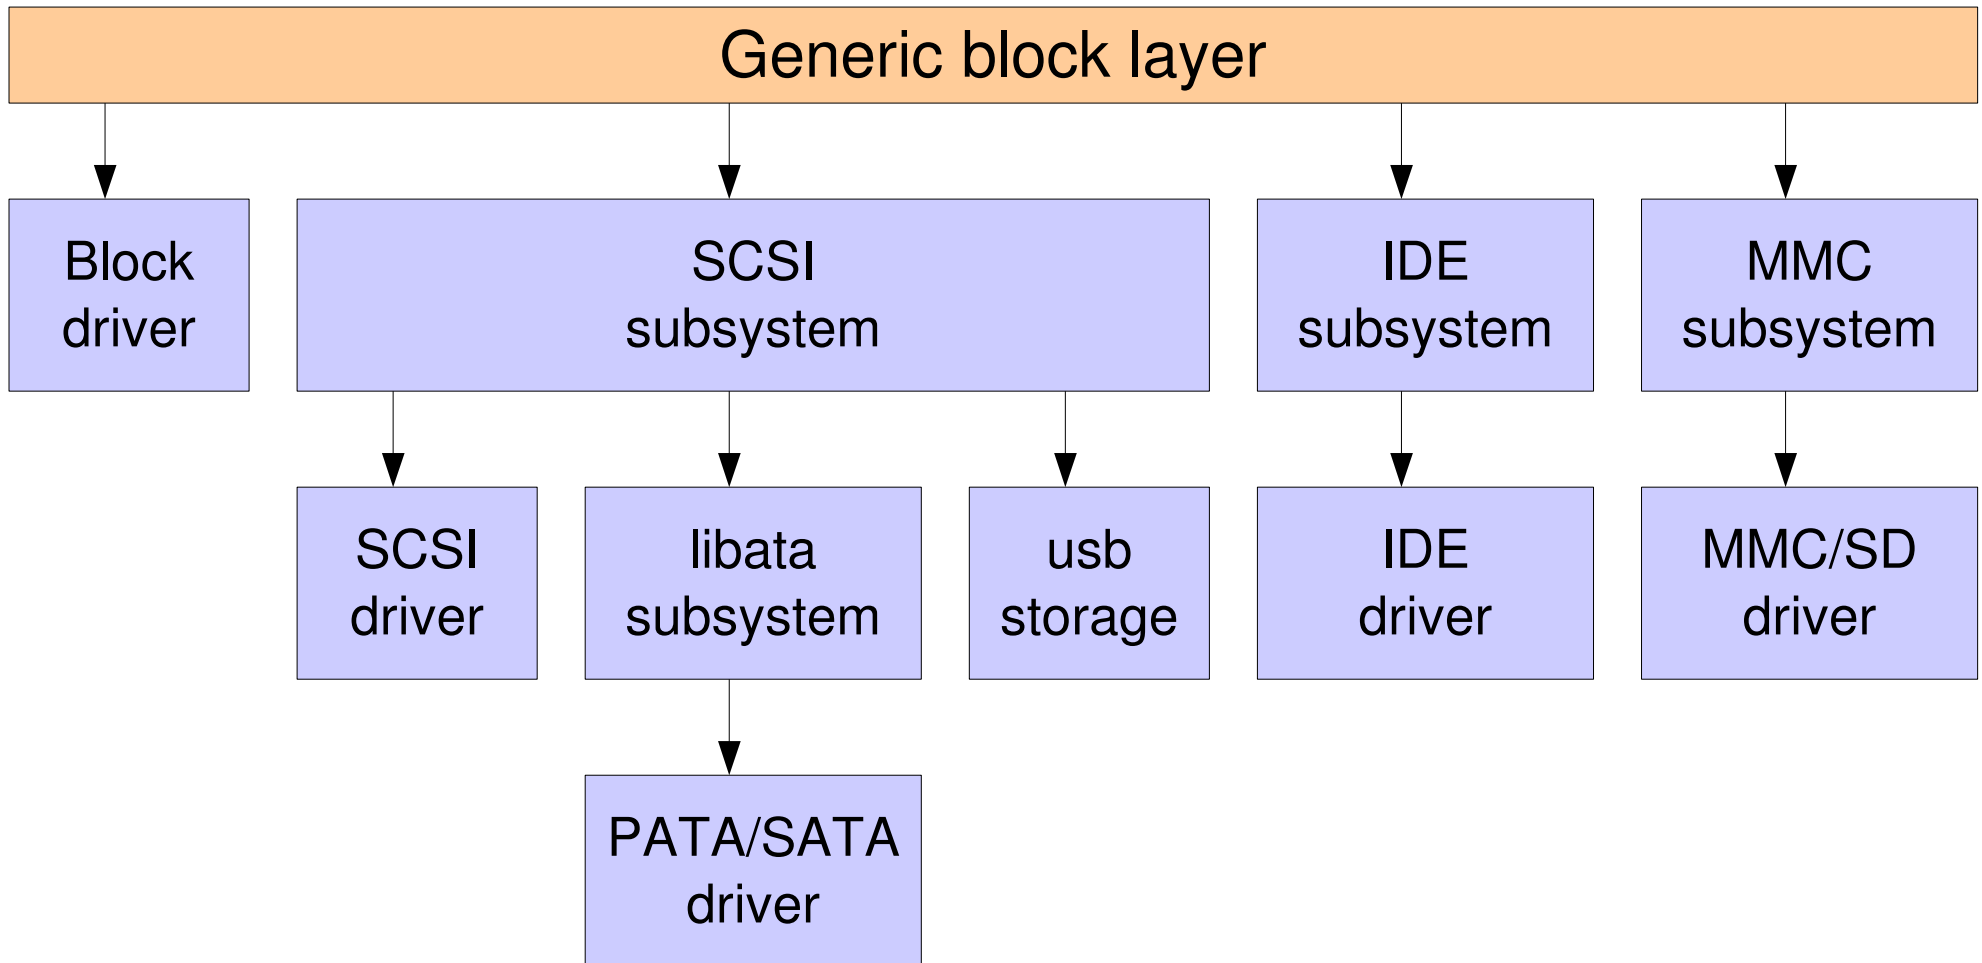 Generic block layer
Block
driver
SCSI
subsystem
IDE
subsystem
MMC
subsystem
SCSI
driver
libata
subsystem
usb
storage
IDE
driver
MMC/SD
driver
PATA/SATA
driver